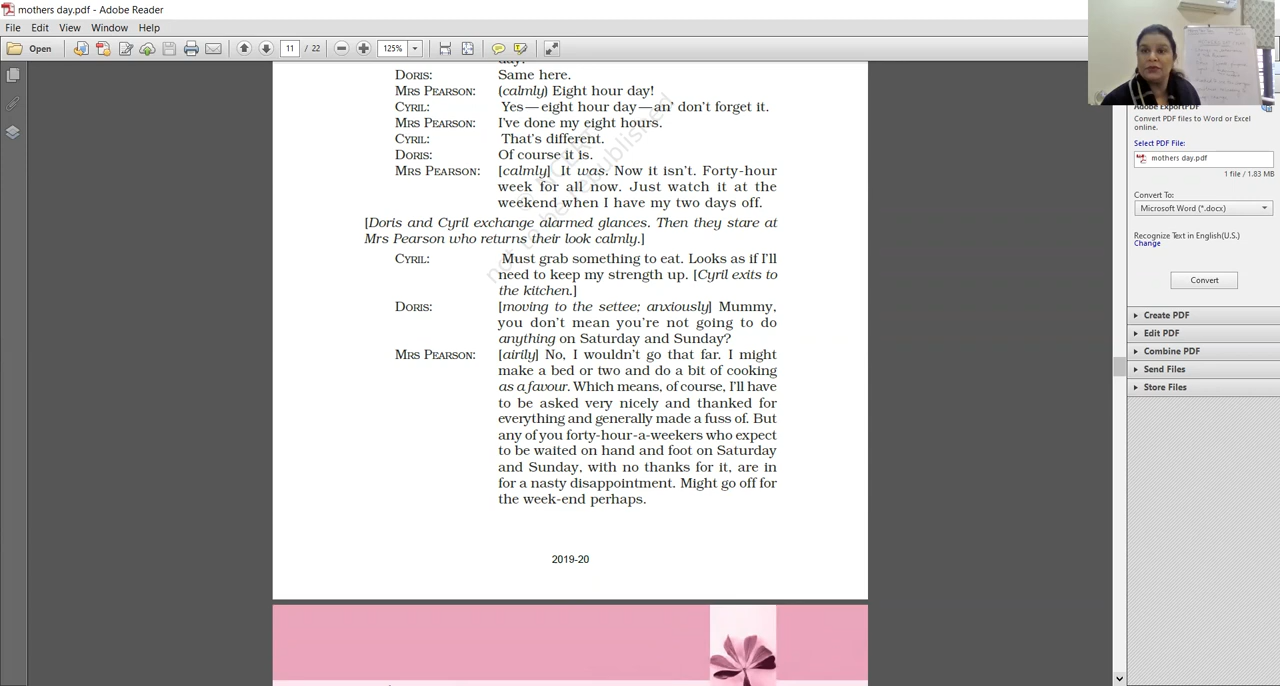 mothers day.pdf - Adobe Reader
File Edit View Window Help
Open 11 / 22 125%
day.
DORIS: Same here.
MRS PEARSON: (calmly) Eight hour day!
CYRIL: Yes—eight hour day—an' don't forget it.
MRS PEARSON: I've done my eight hours.
CYRIL: That's different.
DORIS: Of course it is.
MRS PEARSON: [calmly] It was. Now it isn't. Forty-hour
week for all now. Just watch it at the
weekend when I have my two days off.
[Doris and Cyril exchange alarmed glances. Then they stare at
Mrs Pearson who returns their look calmly.]
CYRIL: Must grab something to eat. Looks as if I'll
need to keep my strength up. [Cyril exits to
the kitchen.]
DORIS: [moving to the settee; anxiously] Mummy,
you don't mean you're not going to do
anything on Saturday and Sunday?
MRS PEARSON: [airily] No, I wouldn't go that far. I might
make a bed or two and do a bit of cooking
as a favour. Which means, of course, I'll have
to be asked very nicely and thanked for
everything and generally made a fuss of. But
any of you forty-hour-a-weekers who expect
to be waited on hand and foot on Saturday
and Sunday, with no thanks for it, are in
for a nasty disappointment. Might go off for
the week-end perhaps.
2019-20
Adobe ExportPDF
Convert PDF files to Word or Excel
online.
Select PDF File:
mothers day.pdf
1 file / 1.83 MB
Convert To:
Microsoft Word (*.docx)
Recognize Text in English(U.S.)
Change
Convert
Create PDF
Edit PDF
Combine PDF
Send Files
Store Files